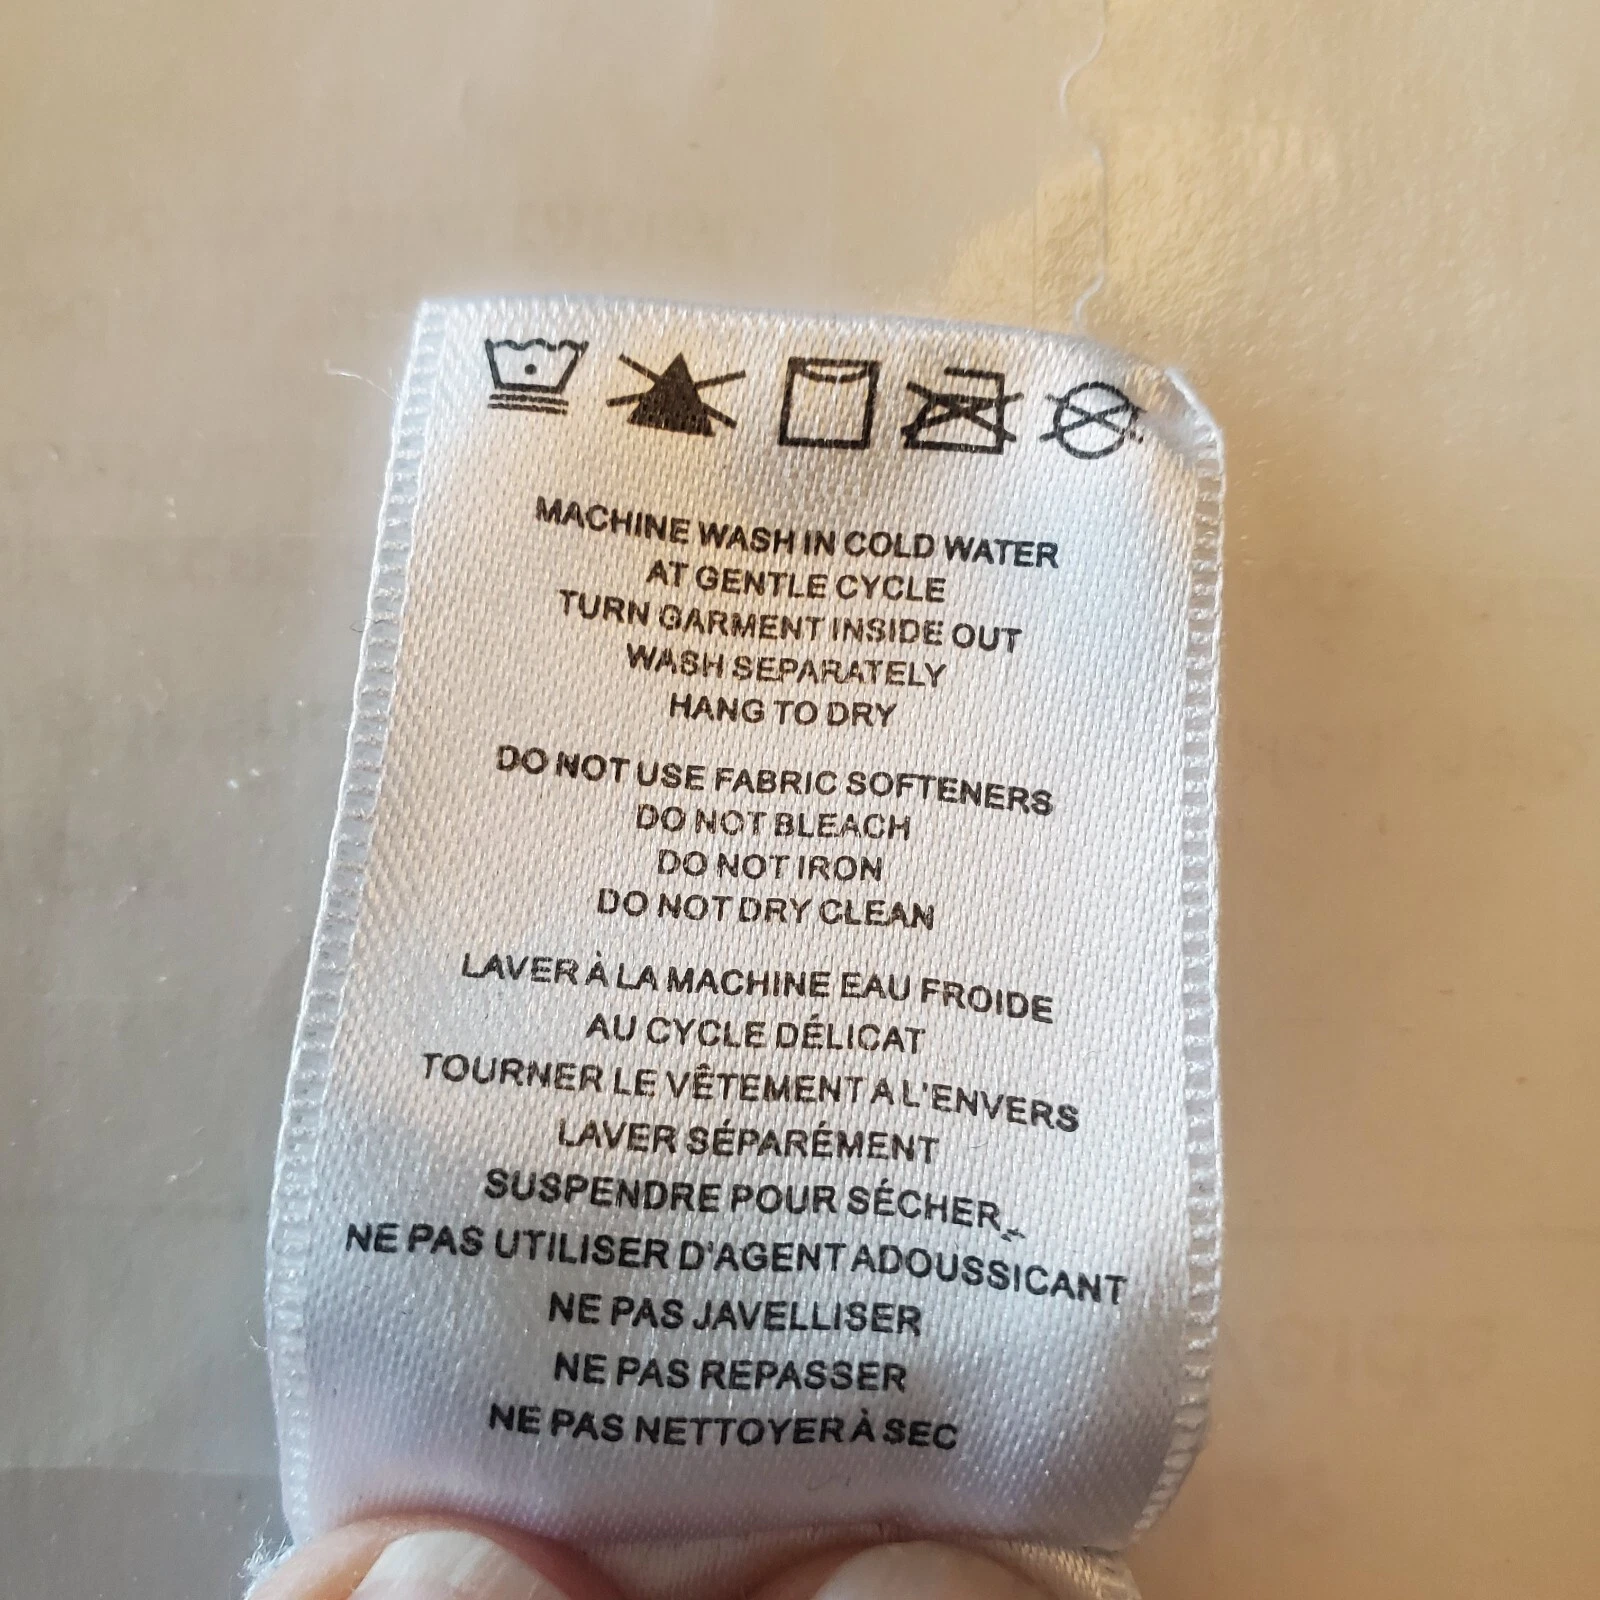 MACHINE WASH IN COLD WATER
AT GENTLE CYCLE
TURN GARMENT INSIDE OUT
WASH SEPARATELY
HANG TO DRY
DO NOT USE FABRIC SOFTENERS
DO NOT BLEACH
DO NOT IRON
DO NOT DRY CLEAN
LAVER À LA MACHINE EAU FROIDE
AU CYCLE DÉLICAT
TOURNER LE VÊTEMENT A L'ENVERS
LAVER SÉPARÉMENT
SUSPENDRE POUR SÉCHER
NE PAS UTILISER D'AGENT ADOUSSICANT
NE PAS JAVELLISER
NE PAS REPASSER
NE PAS NETTOYER À SEC